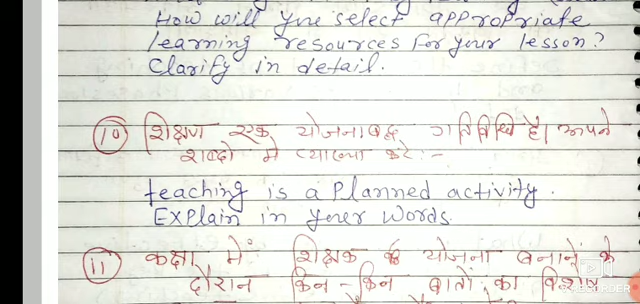 How will you select appropriate
learning resources for your lesson?
Clarify in detail.
10 शिक्षण एक योजनाबद्ध गतिविधि है। अपने
शब्दों में व्याख्या करें:-
teaching is a Planned activity.
Explain in your words.
11 कक्षा में शिक्षक को योजना बनाने के
दौरान किन-किन बातों का विशेष
RECORDER